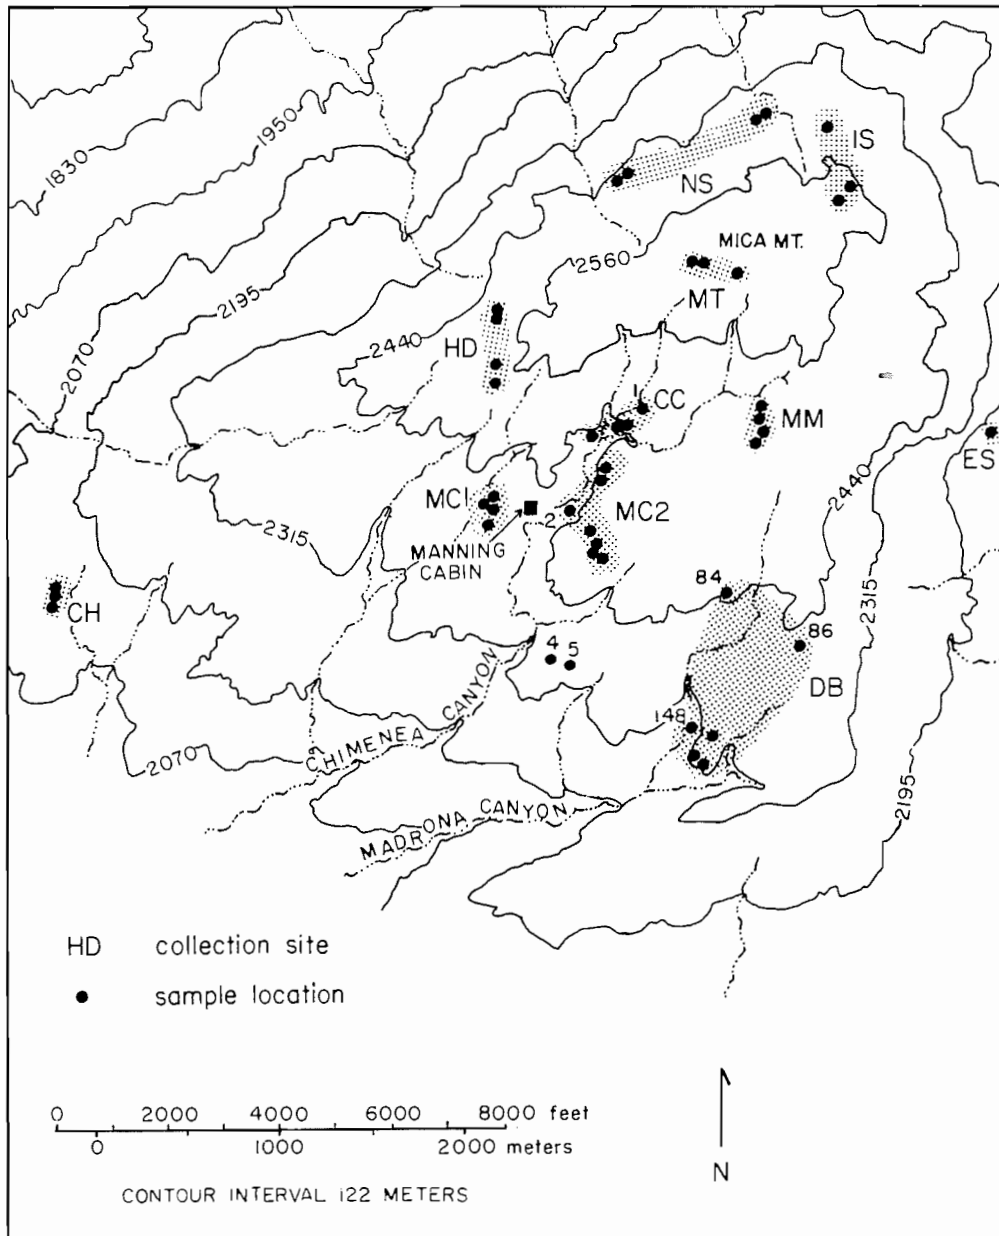 1830
1950
IS
NS
MICA MT.
2560
2195
MT
2440
HD
2070
1
CC
MM
ES
2440
MC1
2
MC2
MANNING
CABIN
2315
84
2315
CH
86
4
5
DB
148
CHIMENEA CANYON
2070
2195
MADRONA CANYON
HD collection site
sample location
0 2000 4000 6000 8000 feet
0 1000 2000 meters
N
CONTOUR INTERVAL 122 METERS